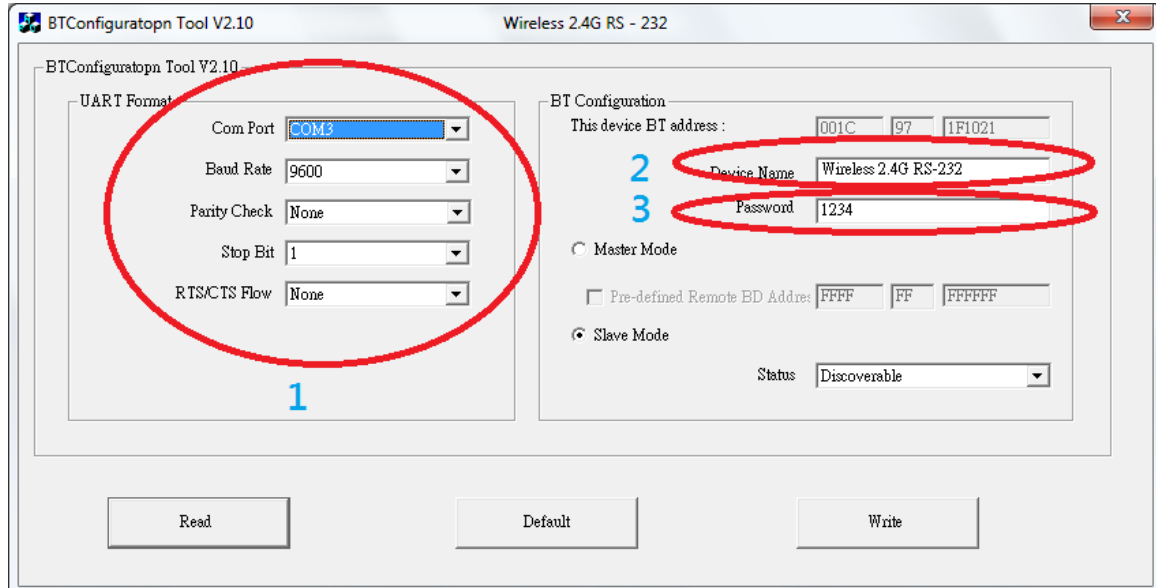 BTConfiguratopn Tool V2.10 Wireless 2.4G RS - 232
BTConfiguratopn Tool V2.10
UART Format
Com Port COM3
Baud Rate 9600
Parity Check None
Stop Bit 1
RTS/CTS Flow None
1
BT Configuration
This device BT address : 001C 97 1F1021
2 Device Name Wireless 2.4G RS-232
3 Password 1234
Master Mode
Pre-defined Remote BD Addres FFFF FF FFFFFF
Slave Mode
Status Discoverable
Read Default Write